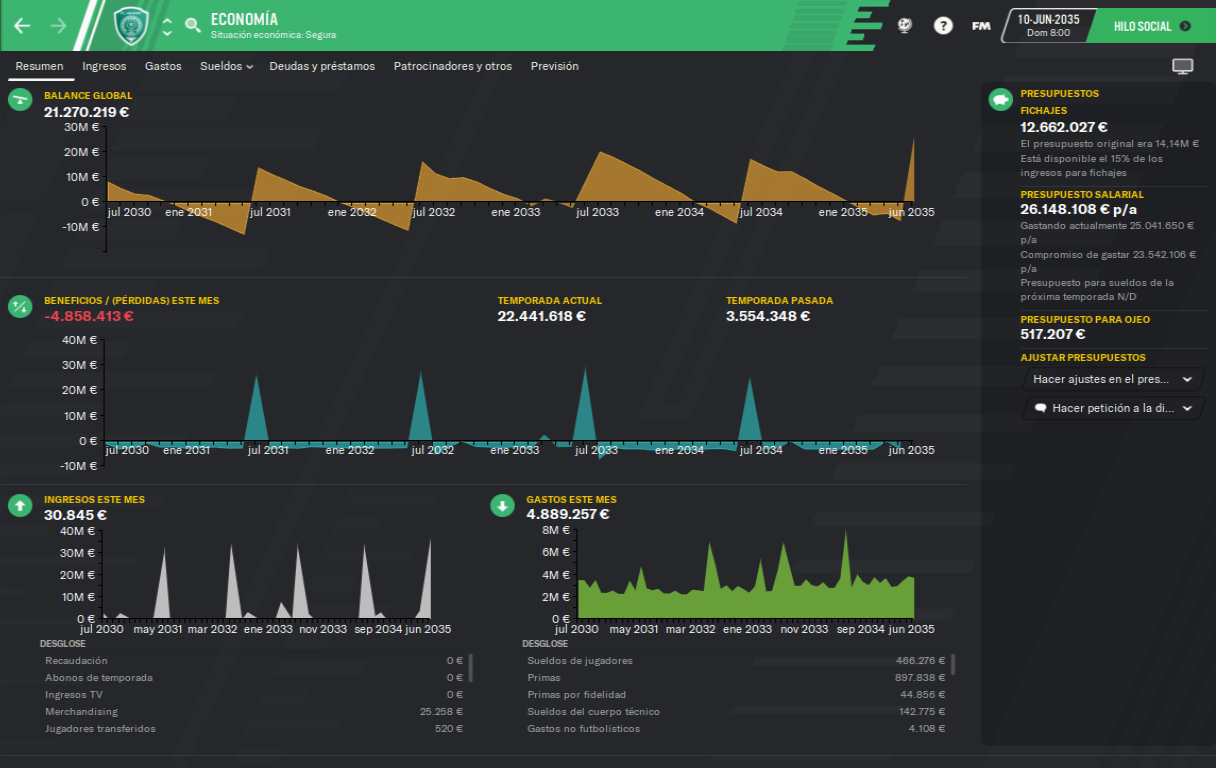 ECONOMÍA
Situación económica: Segura
?
FM
10-JUN-2035
Dom 8:00
HILO SOCIAL
Resumen Ingresos Gastos Sueldos Deudas y préstamos Patrocinadores y otros Previsión
BALANCE GLOBAL
21.270.219 €
30M €
20M €
10M €
0 €
-10M €
jul 2030 ene 2031 jul 2031 ene 2032 jul 2032 ene 2033 jul 2033 ene 2034 jul 2034 ene 2035 jun 2035
BENEFICIOS / (PÉRDIDAS) ESTE MES
-4.858.413 €
TEMPORADA ACTUAL
22.441.618 €
TEMPORADA PASADA
3.554.348 €
40M €
30M €
20M €
10M €
0 €
-10M €
jul 2030 ene 2031 jul 2031 ene 2032 jul 2032 ene 2033 jul 2033 ene 2034 jul 2034 ene 2035 jun 2035
INGRESOS ESTE MES
30.845 €
40M €
30M €
20M €
10M €
0 €
jul 2030 may 2031 mar 2032 ene 2033 nov 2033 sep 2034 jun 2035
DESGLOSE
Recaudación 0 €
Abonos de temporada 0 €
Ingresos TV 0 €
Merchandising 25.258 €
Jugadores transferidos 520 €
GASTOS ESTE MES
4.889.257 €
8M €
6M €
4M €
2M €
0 €
jul 2030 may 2031 mar 2032 ene 2033 nov 2033 sep 2034 jun 2035
DESGLOSE
Sueldos de jugadores 466.276 €
Primas 897.838 €
Primas por fidelidad 44.856 €
Sueldos del cuerpo técnico 142.775 €
Gastos no futbolísticos 4.108 €
PRESUPUESTOS
FICHAJES
12.662.027 €
El presupuesto original era 14,14M €
Está disponible el 15% de los
ingresos para fichajes
PRESUPUESTO SALARIAL
26.148.108 € p/a
Gastando actualmente 25.041.650 €
p/a
Compromiso de gastar 23.542.106 €
p/a
Presupuesto para sueldos de la
próxima temporada N/D
PRESUPUESTO PARA OJEO
517.207 €
AJUSTAR PRESUPUESTOS
Hacer ajustes en el pres...
Hacer petición a la di...